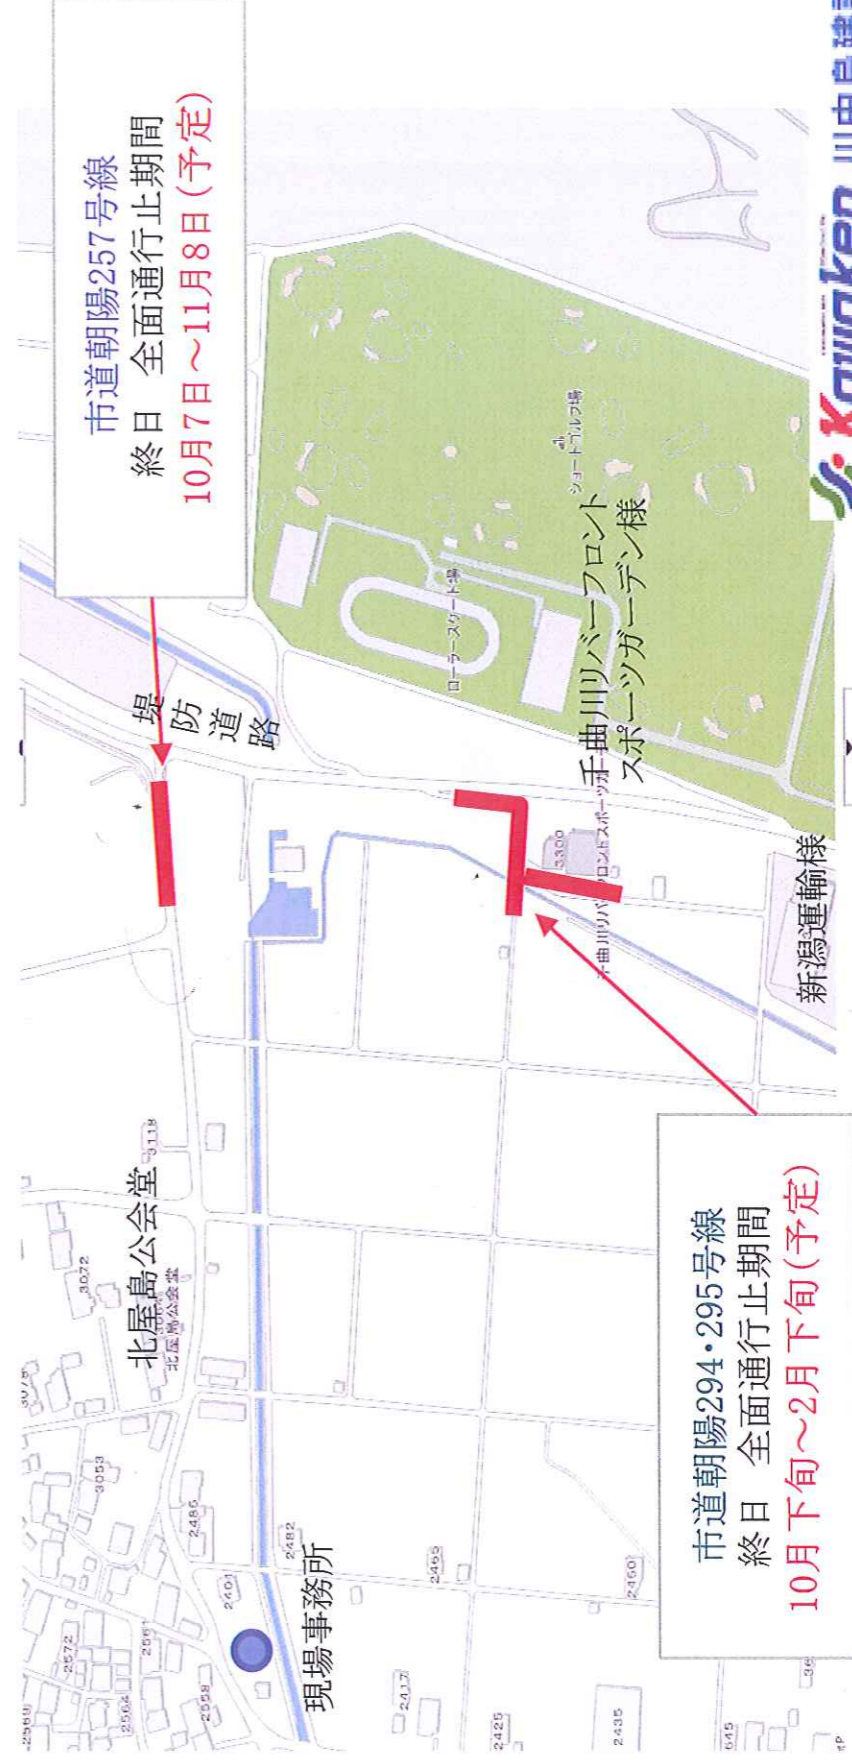 市道朝陽257号線
終日 全面通行止期間
10月7日～11月8日(予定)
堤防道路
北屋島公会堂
北屋島公会堂
3118
3072
3053
2485
2482
2572
2564
2558
現場事務所
2465
2460
2417
2425
2435
ローラースケート場
ショートゴルフ場
千曲川リバーフロント
スポーツガーデン様
3300
新潟運輸様
市道朝陽294・295号線
終日 全面通行止期間
10月下旬～2月下旬(予定)
Kawaken 川中島建